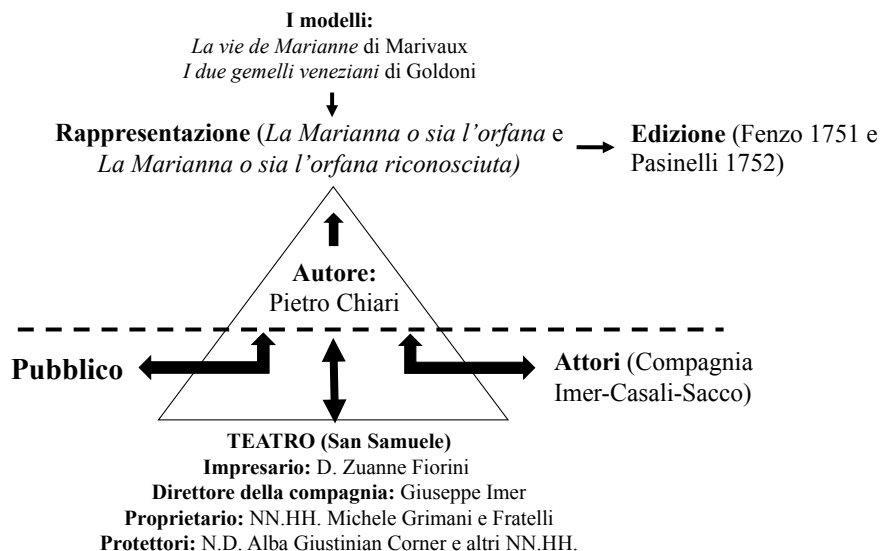 I modelli:
La vie de Marianne di Marivaux
I due gemelli veneziani di Goldoni
Rappresentazione (La Marianna o sia l’orfana e
La Marianna o sia l’orfana riconosciuta)
Edizione (Fenzo 1751 e
Pasinelli 1752)
Autore:
Pietro Chiari
Pubblico
Attori (Compagnia
Imer-Casali-Sacco)
TEATRO (San Samuele)
Impresario: D. Zuanne Fiorini
Direttore della compagnia: Giuseppe Imer
Proprietario: NN.HH. Michele Grimani e Fratelli
Protettori: N.D. Alba Giustinian Corner e altri NN.HH.